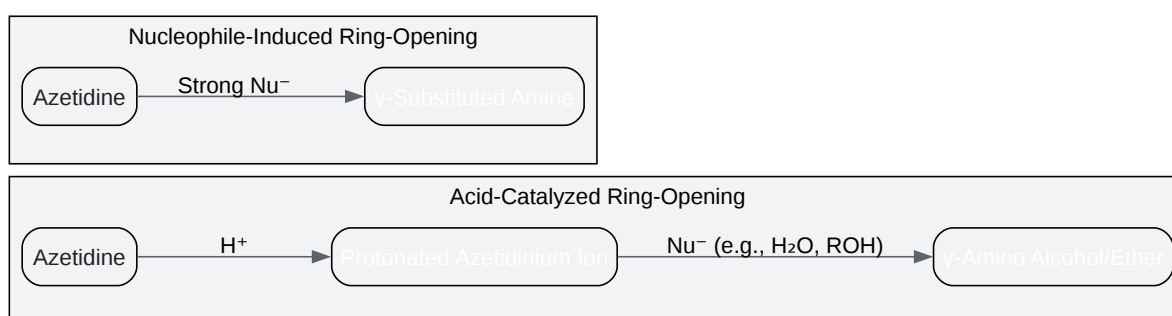 Nucleophile-Induced Ring-Opening
Azetidine
Strong Nu⁻
γ-Substituted Amine
Acid-Catalyzed Ring-Opening
Azetidine
H⁺
Protonated Azetidinium Ion
Nu⁻ (e.g., H₂O, ROH)
γ-Amino Alcohol/Ether